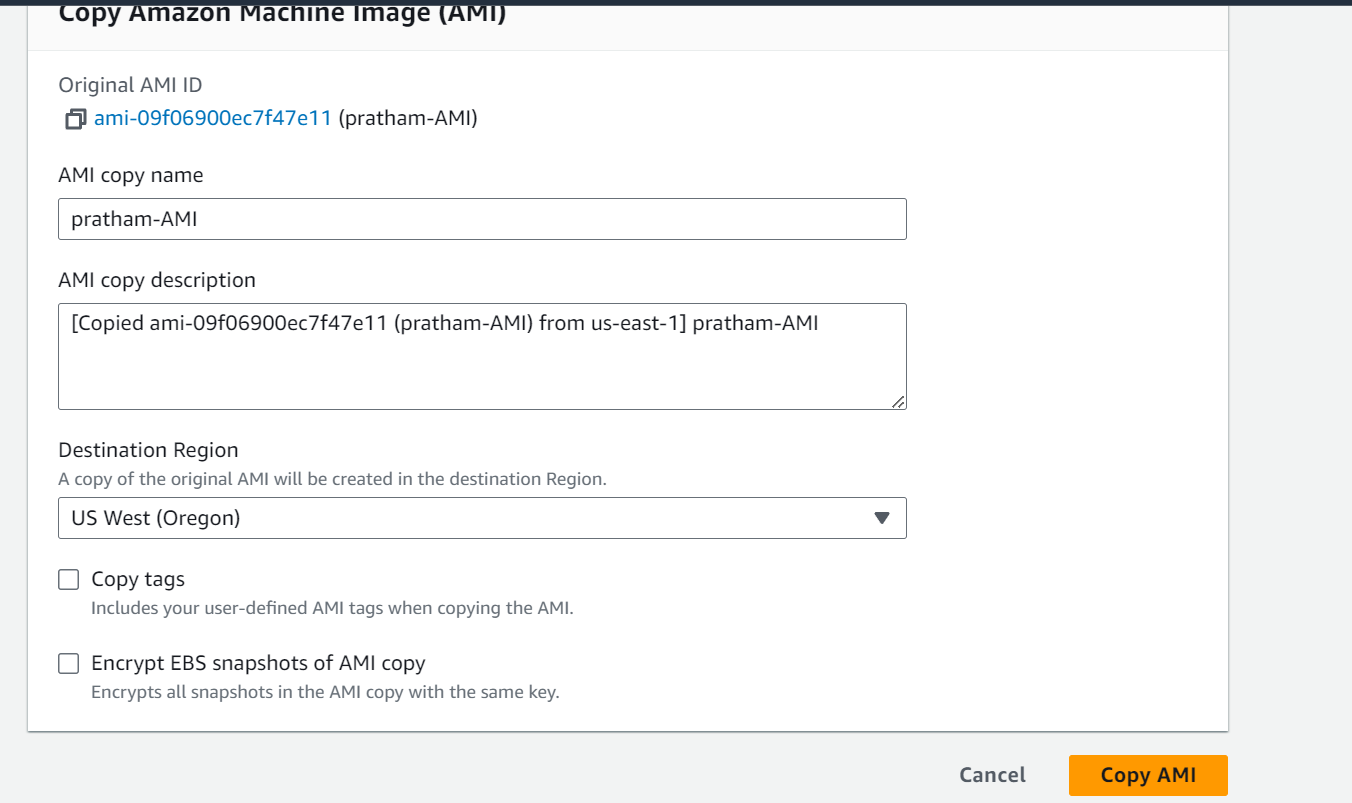 Copy Amazon Machine Image (AMI)
Original AMI ID
ami-09f06900ec7f47e11 (pratham-AMI)
AMI copy name
pratham-AMI
AMI copy description
[Copied ami-09f06900ec7f47e11 (pratham-AMI) from us-east-1] pratham-AMI
Destination Region
A copy of the original AMI will be created in the destination Region.
US West (Oregon)
Copy tags
Includes your user-defined AMI tags when copying the AMI.
Encrypt EBS snapshots of AMI copy
Encrypts all snapshots in the AMI copy with the same key.
Cancel
Copy AMI